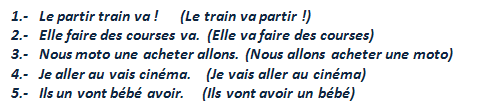 1.- Le partir train va ! (Le train va partir !)
2.- Elle faire des courses va. (Elle va faire des courses)
3.- Nous moto une acheter allons. (Nous allons acheter une moto)
4.- Je aller au vais cinéma. (Je vais aller au cinéma)
5.- Ils un vont bébé avoir. (Ils vont avoir un bébé)